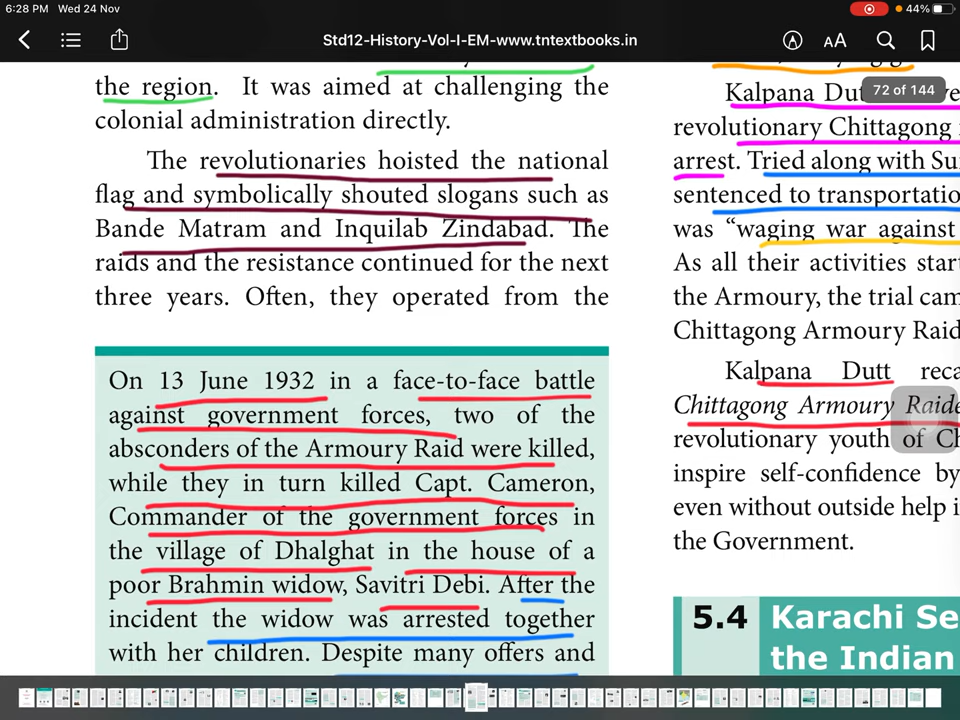 6:28 PM Wed 24 Nov
44%
Std12-History-Vol-I-EM-www.tntextbooks.in
AA
72 of 144
the region. It was aimed at challenging the
colonial administration directly.
The revolutionaries hoisted the national
flag and symbolically shouted slogans such as
Bande Matram and Inquilab Zindabad. The
raids and the resistance continued for the next
three years. Often, they operated from the
On 13 June 1932 in a face-to-face battle
against government forces, two of the
absconders of the Armoury Raid were killed,
while they in turn killed Capt. Cameron,
Commander of the government forces in
the village of Dhalghat in the house of a
poor Brahmin widow, Savitri Debi. After the
incident the widow was arrested together
with her children. Despite many offers and
Kalpana Dut
revolutionary Chittagong
arrest. Tried along with Su
sentenced to transportatio
was “waging war against
As all their activities start
the Armoury, the trial cam
Chittagong Armoury Raid
Kalpana Dutt reca
Chittagong Armoury Raide
revolutionary youth of Ch
inspire self-confidence by
even without outside help i
the Government.
5.4 Karachi Se
the Indian